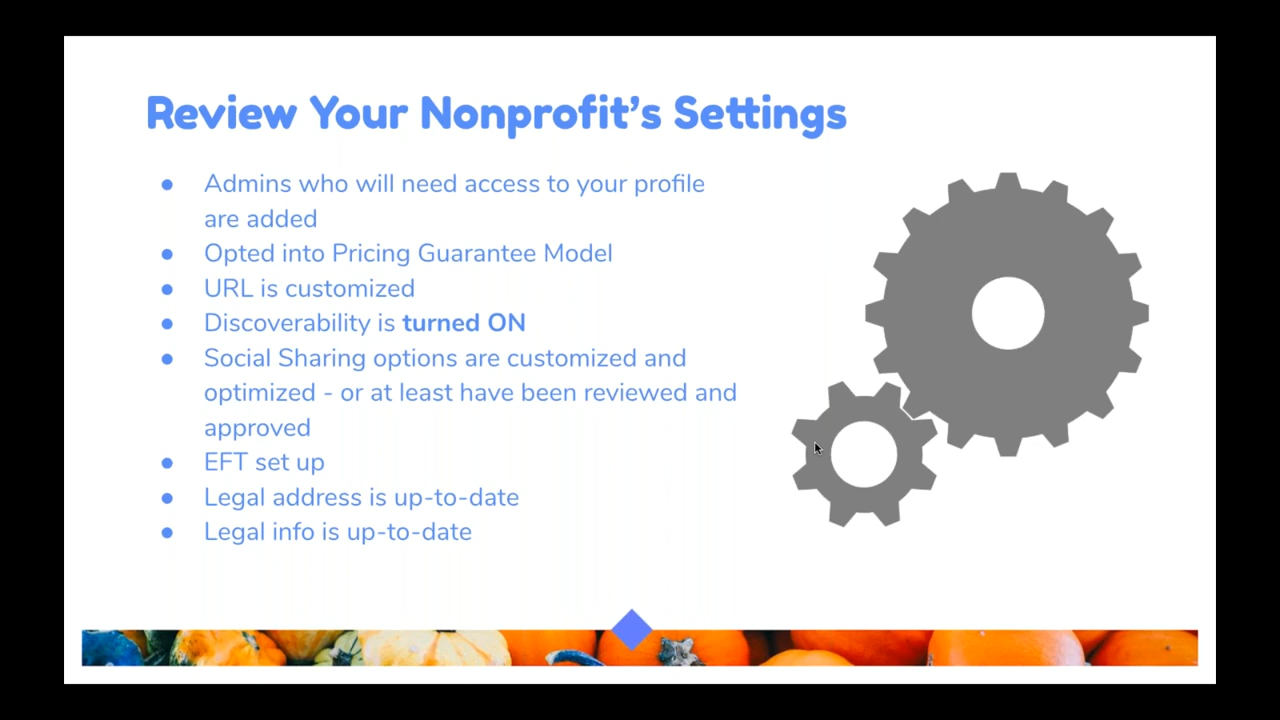 Review Your Nonprofit’s Settings
● Admins who will need access to your profile
are added
● Opted into Pricing Guarantee Model
● URL is customized
● Discoverability is turned ON
● Social Sharing options are customized and
optimized - or at least have been reviewed and
approved
● EFT set up
● Legal address is up-to-date
● Legal info is up-to-date